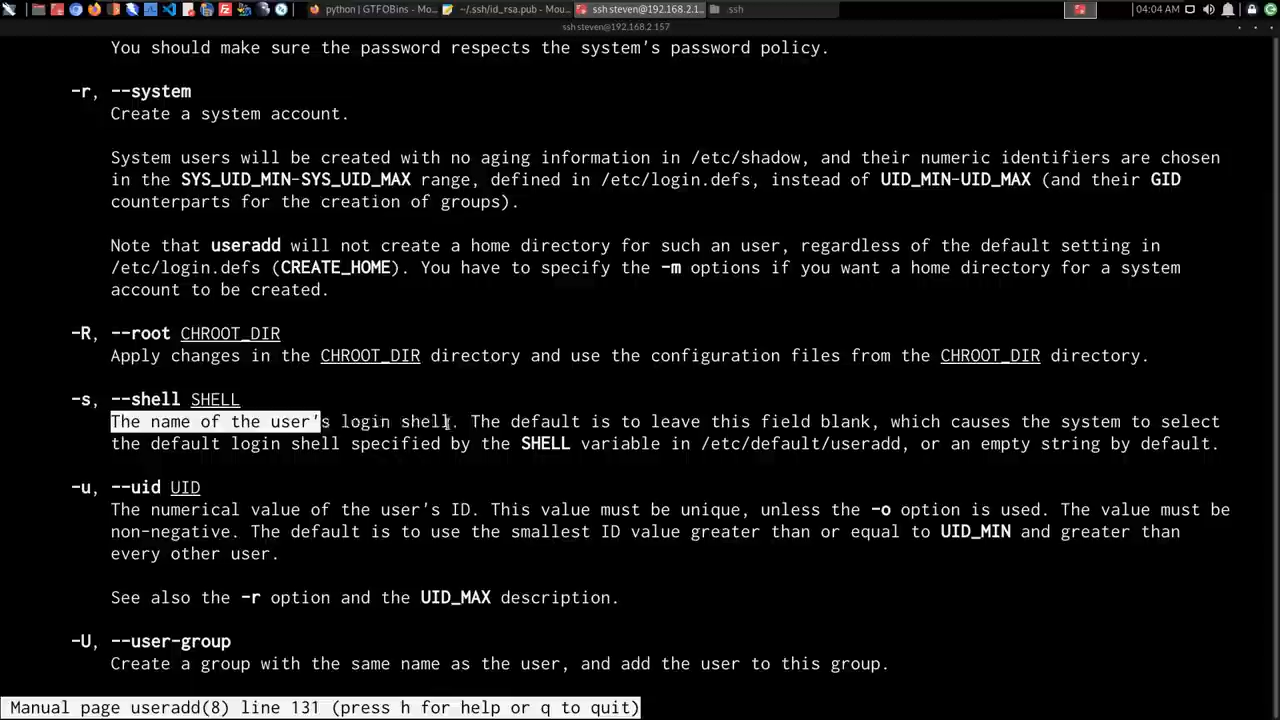 python | GTFOBins - Mo...
~/.ssh/id_rsa.pub - Mou...
ssh steven@192.168.2.1...
.ssh
04:04 AM
ssh steven@192.168.2.157
You should make sure the password respects the system's password policy.
-r, --system
Create a system account.
System users will be created with no aging information in /etc/shadow, and their numeric identifiers are chosen
in the SYS_UID_MIN-SYS_UID_MAX range, defined in /etc/login.defs, instead of UID_MIN-UID_MAX (and their GID
counterparts for the creation of groups).
Note that useradd will not create a home directory for such an user, regardless of the default setting in
/etc/login.defs (CREATE_HOME). You have to specify the -m options if you want a home directory for a system
account to be created.
-R, --root CHROOT_DIR
Apply changes in the CHROOT_DIR directory and use the configuration files from the CHROOT_DIR directory.
-s, --shell SHELL
The name of the user's login shell. The default is to leave this field blank, which causes the system to select
the default login shell specified by the SHELL variable in /etc/default/useradd, or an empty string by default.
-u, --uid UID
The numerical value of the user's ID. This value must be unique, unless the -o option is used. The value must be
non-negative. The default is to use the smallest ID value greater than or equal to UID_MIN and greater than
every other user.
See also the -r option and the UID_MAX description.
-U, --user-group
Create a group with the same name as the user, and add the user to this group.
Manual page useradd(8) line 131 (press h for help or q to quit)